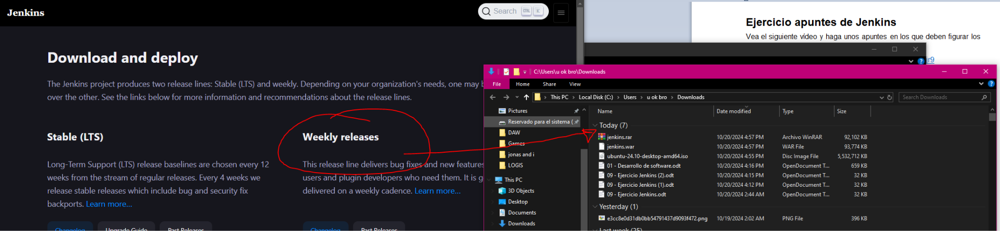 Jenkins
Search CTRL K
Download and deploy
The Jenkins project produces two release lines: Stable (LTS) and weekly. Depending on your organization's needs, one may b
over the other. See the links below for more information and recommendations about the release lines.
Stable (LTS)
Long-Term Support (LTS) release baselines are chosen every 12
weeks from the stream of regular releases. Every 4 weeks we
release stable releases which include bug and security fix
backports. Learn more...
Changelog Upgrade Guide Past Releases
Weekly releases
This release line delivers bug fixes and new features
users and plugin developers who need them. It is g
delivered on a weekly cadence. Learn more...
Changelog Past Releases
Ejercicio apuntes de Jenkins
Vea el siguiente vídeo y haga unos apuntes en los que deben figurar los
ir9
C:\Users\u ok bro\Downloads
File Home Share View
This PC Local Disk (C:) Users u ok bro Downloads
Search Downloads
Pictures
Reservado para el sistema (
DAW
Games
jonas and i
LOGIS
This PC
3D Objects
Desktop
Documents
Downloads
Name Date modified Type Size
Today (7)
jenkins.rar 10/20/2024 4:57 PM Archivo WinRAR 92,102 KB
jenkins.war 10/20/2024 4:57 PM WAR File 93,774 KB
ubuntu-24.10-desktop-amd64.iso 10/20/2024 4:55 PM Disc Image File 5,532,712 KB
01 - Desarrollo de software.odt 10/20/2024 4:16 PM OpenDocument T... 659 KB
09 - Ejercicio Jenkins (2).odt 10/20/2024 4:15 PM OpenDocument T... 32 KB
09 - Ejercicio Jenkins (1).odt 10/20/2024 4:12 PM OpenDocument T... 32 KB
09 - Ejercicio Jenkins.odt 10/20/2024 2:44 AM OpenDocument T... 32 KB
Yesterday (1)
e3cc8e0d31db0bb54791437d9093f472.png 10/19/2024 2:02 AM PNG File 396 KB
Last week (25)